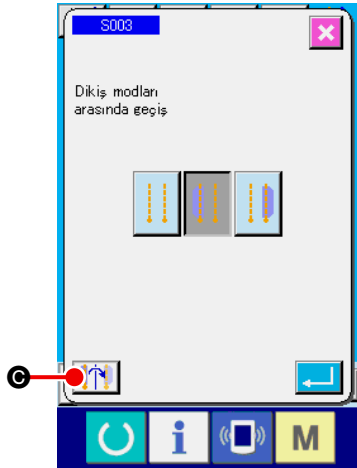 S003
Dikiş modları
arasında geçiş
C
i
M